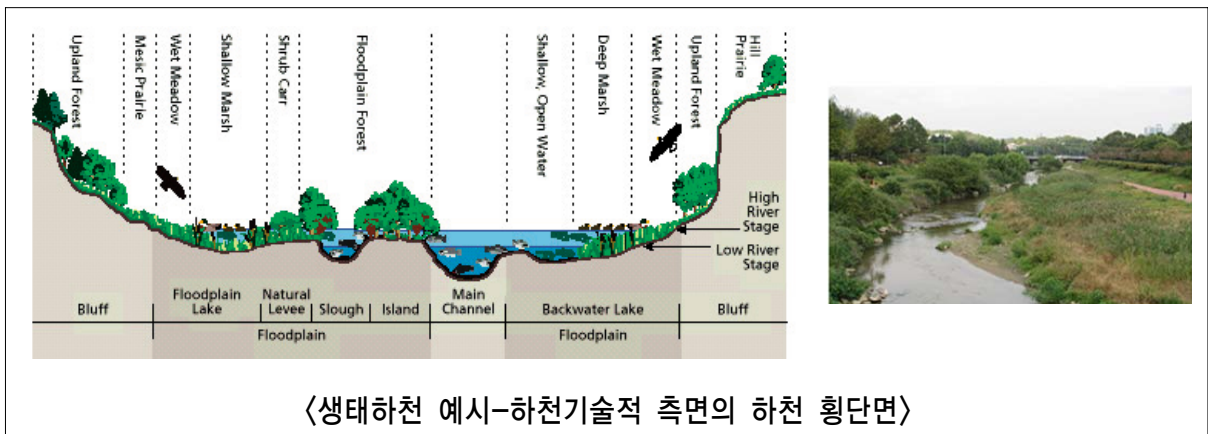 Upland Forest
Mesic Prairie
Wet Meadow
Shallow Marsh
Shrub Carr
Floodplain Forest
Shallow, Open Water
Deep Marsh
Wet Meadow
Upland Forest
Hill
Prairie
High
River
Stage
Low River
Stage
Bluff
Floodplain
Lake
Natural
Levee
Slough
Island
Main
Channel
Backwater Lake
Bluff
Floodplain
Floodplain
<생태하천 예시-하천기술적 측면의 하천 횡단면>